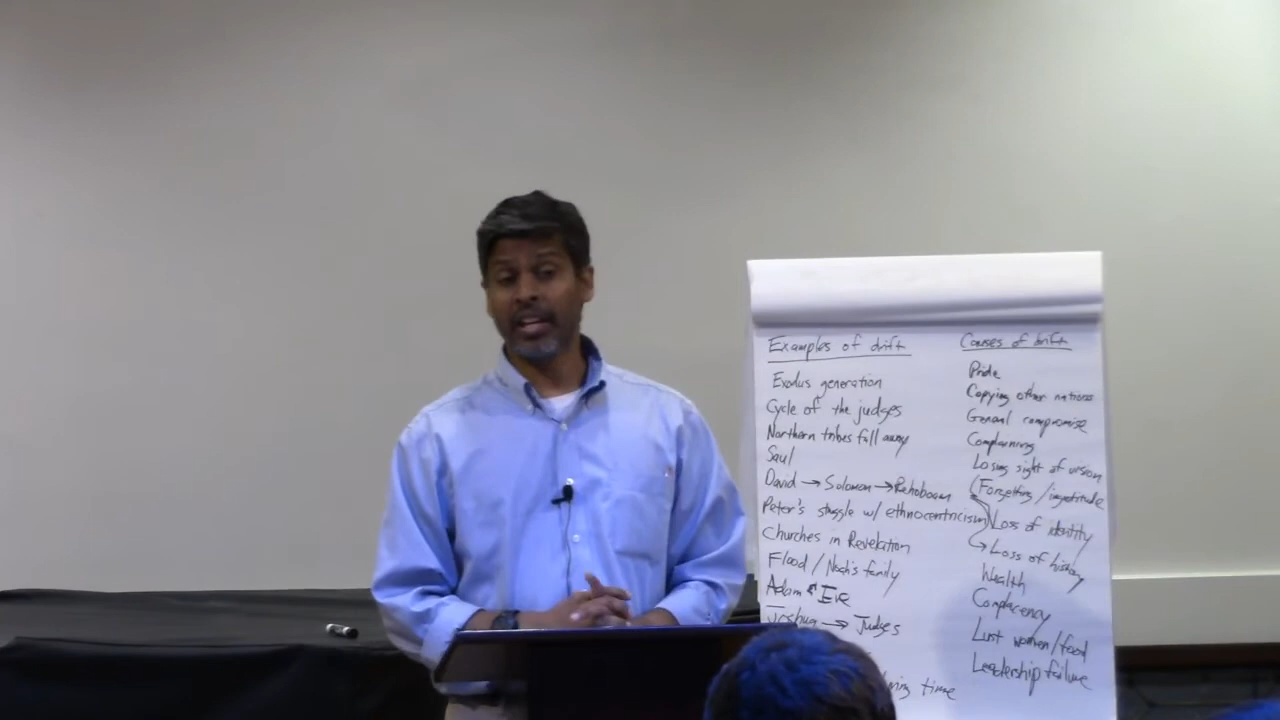 Examples of drift
Exodus generation
Cycle of the judges
Northern tribes fall away
Saul
David → Solomon → Rehoboam
Peter's stuggle w/ ethnocentricism
Churches in Revelation
Flood / Noah's family
Adam & Eve
Joshua → Judges
time
Causes of drift
Pride
Copying other nations
General compromise
Complaining
Losing sight of vision
Forgetting / ingratitude
Loss of identity
→ Loss of history
Wealth
Complacency
Lust women/food
Leadership failure